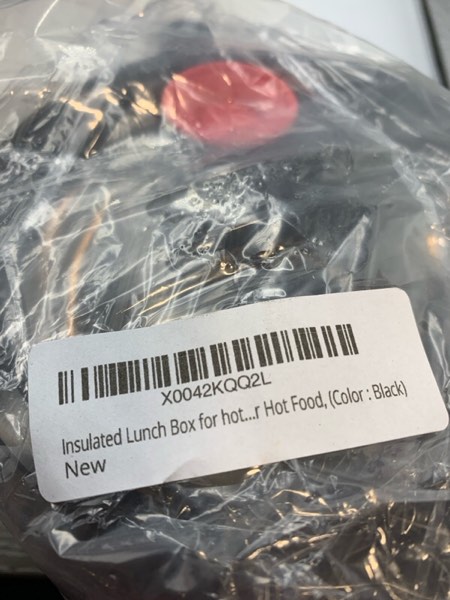 X0042KQQ2L
Insulated Lunch Box for hot...r Hot Food, (Color : Black)
New